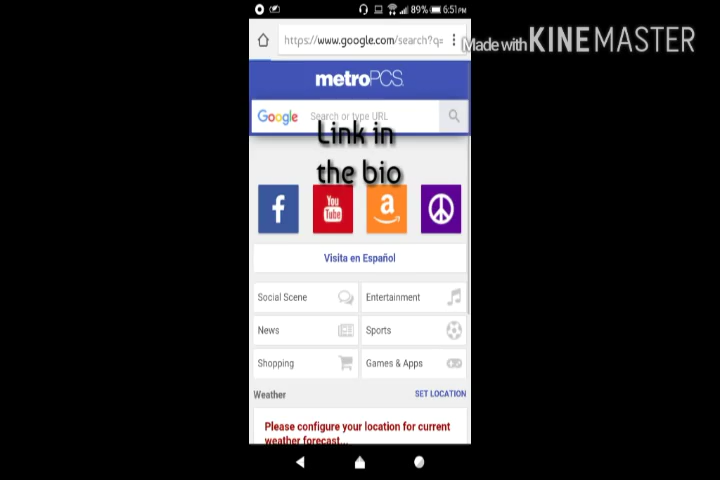 89% 6:51PM
https://www.google.com/search?q=
Made with KINEMASTER
metroPCS
Google Search or type URL
Link in
the bio
f You Tube a
Visita en Español
Social Scene Entertainment
News Sports
Shopping Games & Apps
Weather SET LOCATION
Please configure your location for current
weather forecast...